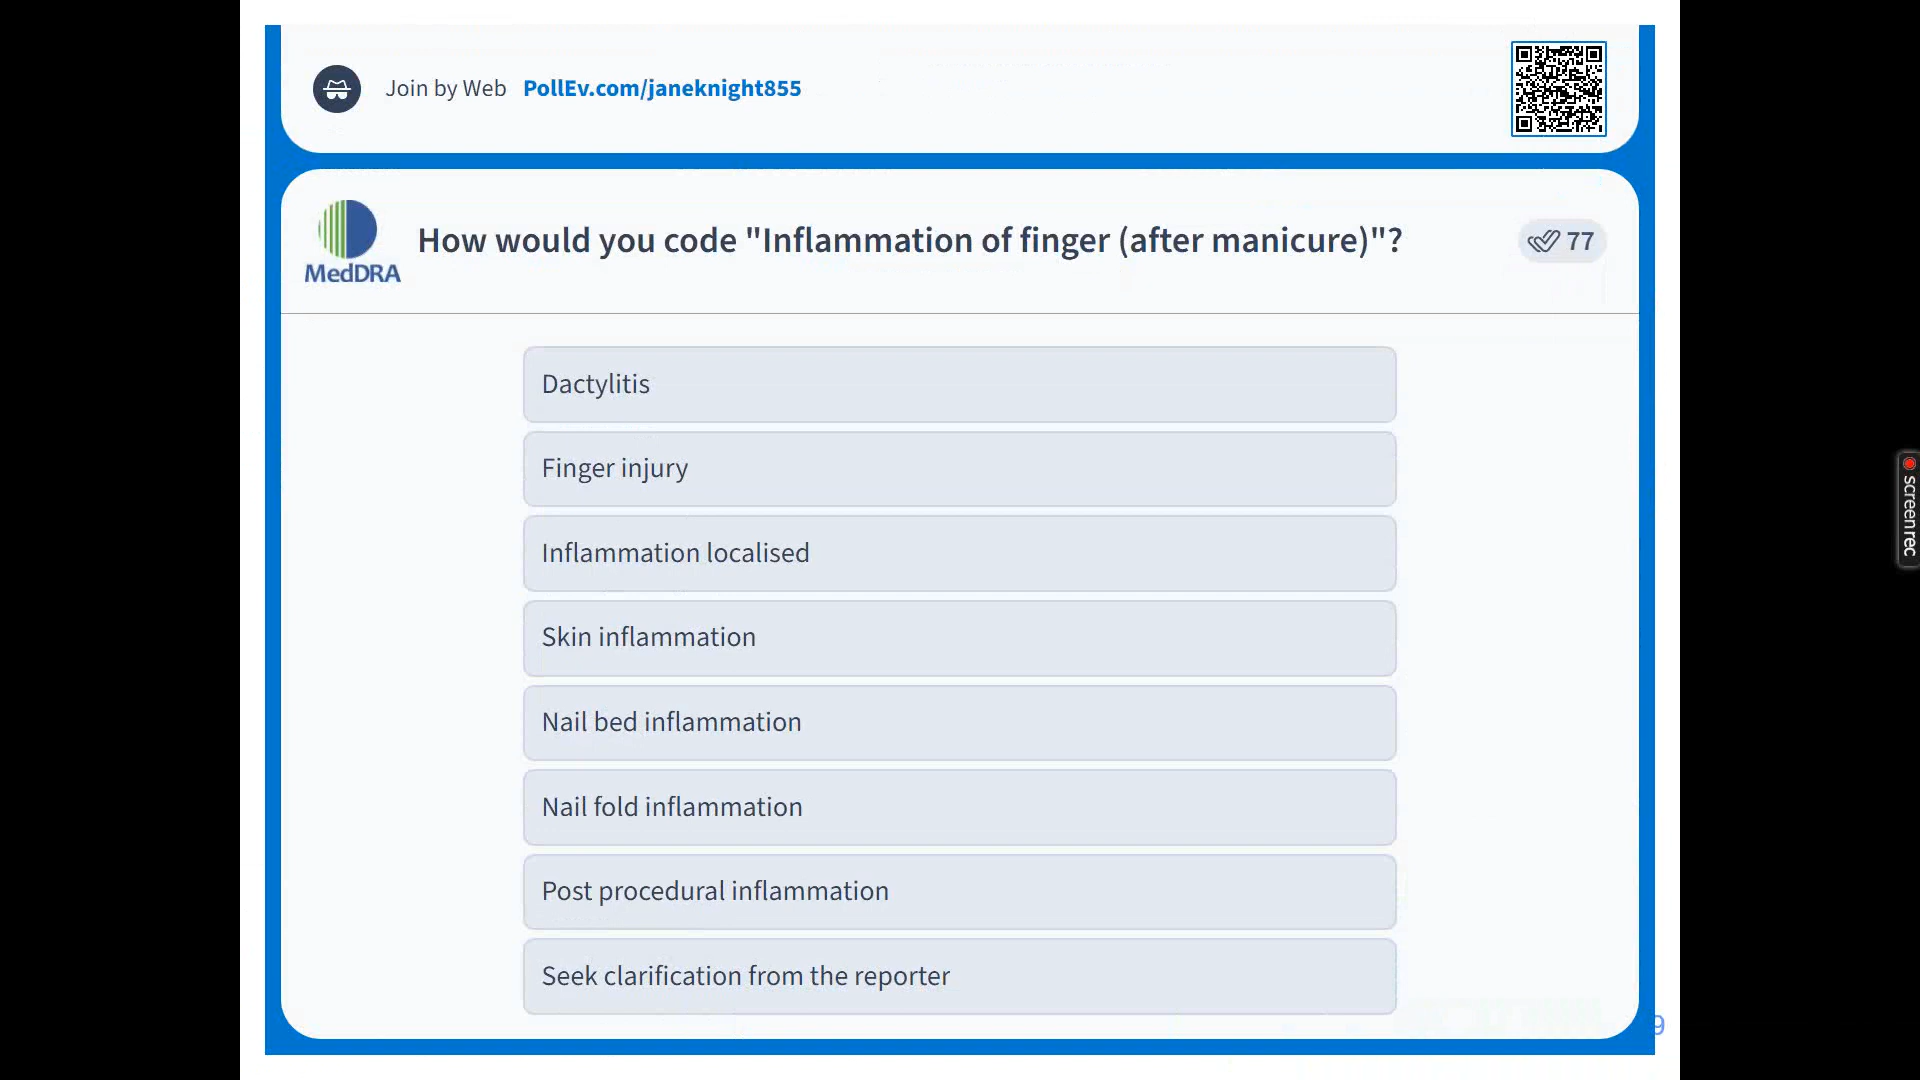 Join by Web PollEv.com/janeknight855
MedDRA
How would you code "Inflammation of finger (after manicure)"?
77
Dactylitis
Finger injury
Inflammation localised
Skin inflammation
Nail bed inflammation
Nail fold inflammation
Post procedural inflammation
Seek clarification from the reporter
9
screenrec